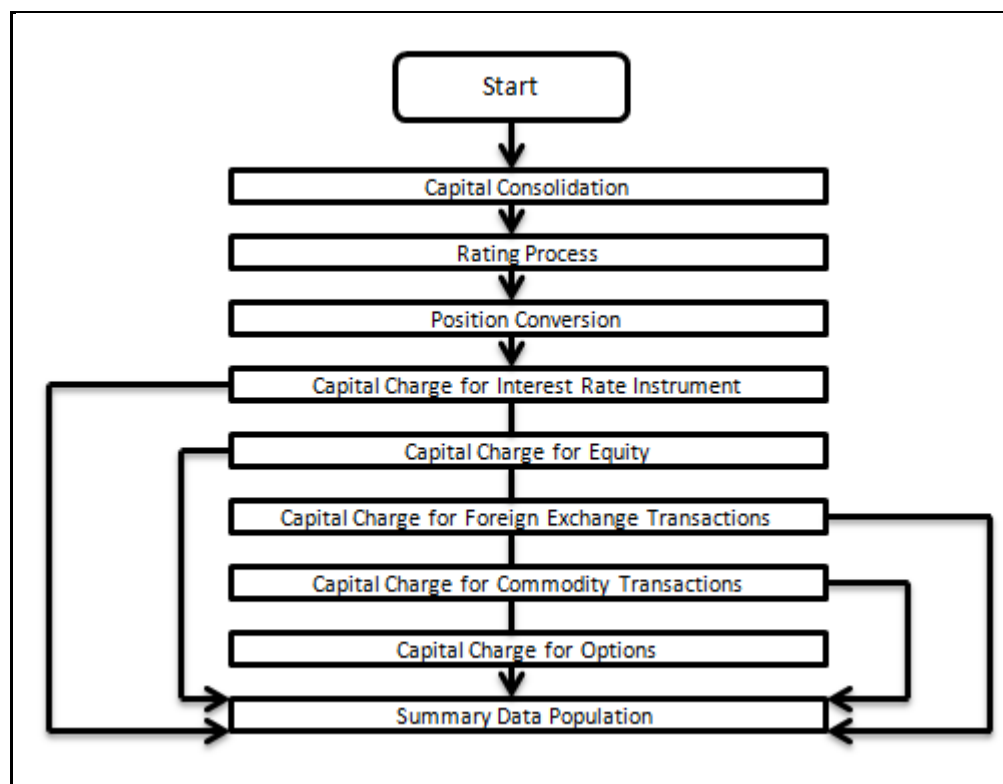 Start
Capital Consolidation
Rating Process
Position Conversion
Capital Charge for Interest Rate Instrument
Capital Charge for Equity
Capital Charge for Foreign Exchange Transactions
Capital Charge for Commodity Transactions
Capital Charge for Options
Summary Data Population